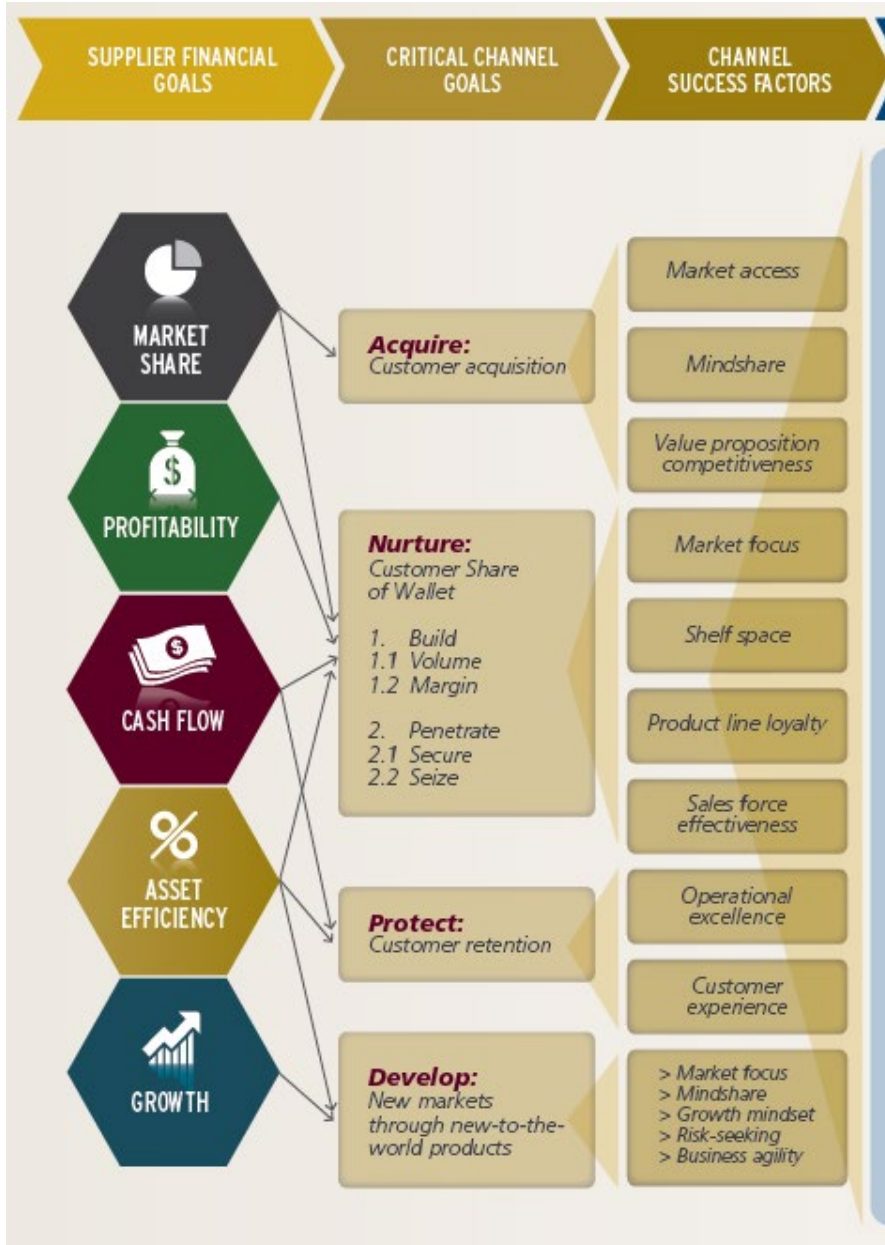 SUPPLIER FINANCIAL
GOALS
CRITICAL CHANNEL
GOALS
CHANNEL
SUCCESS FACTORS
MARKET
SHARE
$
PROFITABILITY
$
CASH FLOW
%
ASSET
EFFICIENCY
GROWTH
Acquire:
Customer acquisition
Nurture:
Customer Share
of Wallet
1. Build
1.1 Volume
1.2 Margin
2. Penetrate
2.1 Secure
2.2 Seize
Protect:
Customer retention
Develop:
New markets
through new-to-the-
world products
Market access
Mindshare
Value proposition
competitiveness
Market focus
Shelf space
Product line loyalty
Sales force
effectiveness
Operational
excellence
Customer
experience
> Market focus
> Mindshare
> Growth mindset
> Risk-seeking
> Business agility